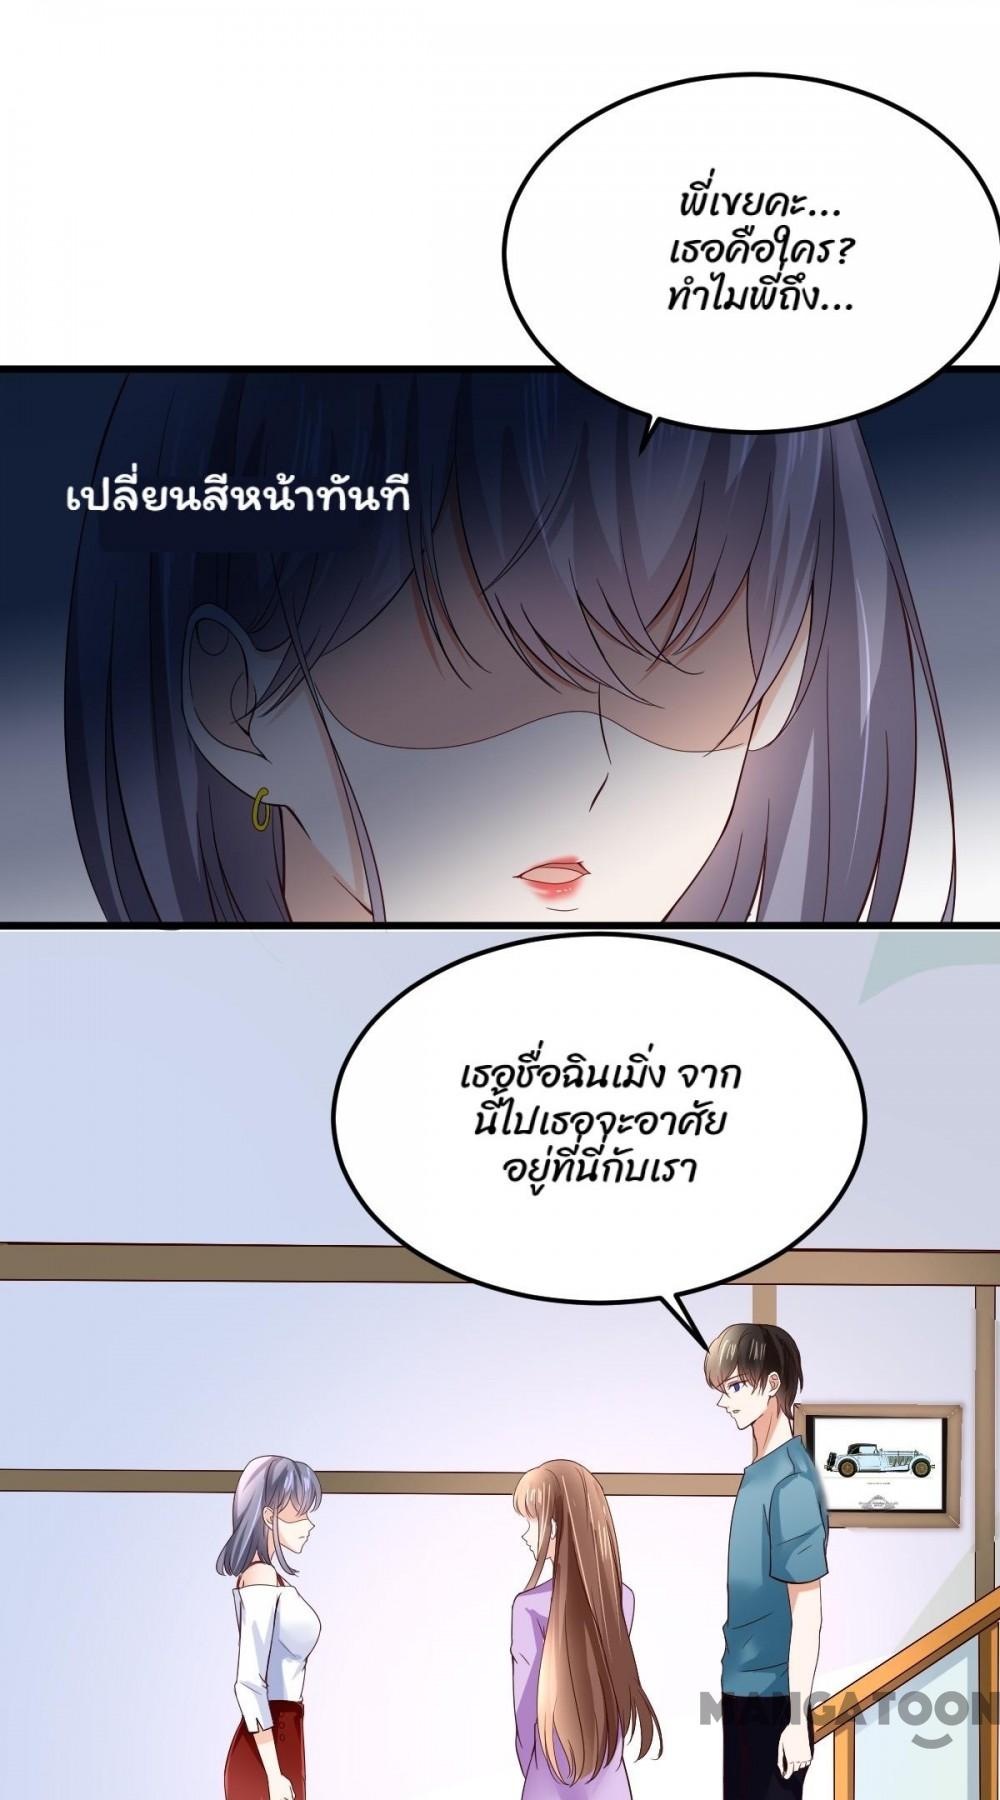 พี่เขยคะ...
เธอคือใคร?
ทำไมพี่ถึง...
เปลี่ยนสีหน้าทันที
เธอชื่อฉินเมิ่ง จาก
นี้ไปเธอจะอาศัย
อยู่ที่นี่กับเรา
MANGATOON